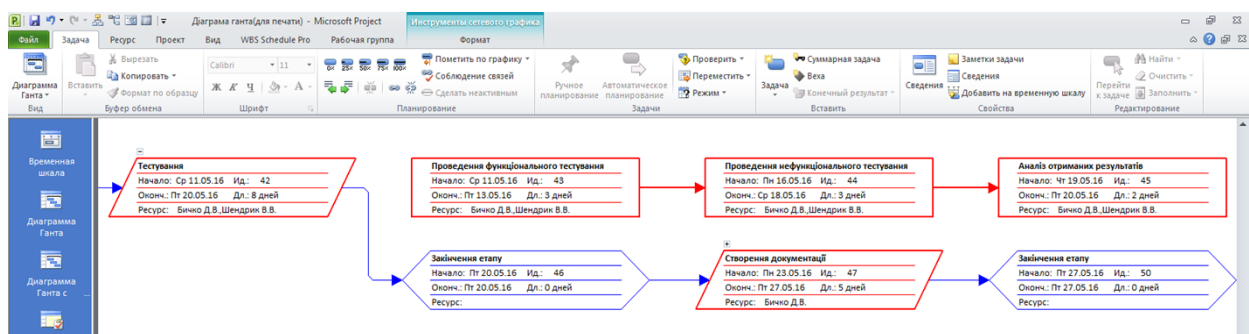 Діаграма ганта(для печати) - Microsoft Project
Инструменты сетевого графика
Файл Задача Ресурс Проект Вид WBS Schedule Pro Рабочая группа Формат
Диаграмма Ганта
Вид
Вставить
Вырезать
Копировать
Формат по образцу
Буфер обмена
Calibri 11
Ж К Ч
Шрифт
0% 25% 50% 75% 100%
Пометить по графику
Соблюдение связей
Сделать неактивным
Планирование
Ручное планирование
Автоматическое планирование
Проверить
Переместить
Режим
Задачи
Задача
Суммарная задача
Веха
Конечный результат
Вставить
Сведения
Заметки задачи
Сведения
Добавить на временную шкалу
Свойства
Перейти к задаче
Найти
Очистить
Заполнить
Редактирование
Временная шкала
Диаграмма Ганта
Диаграмма Ганта с ...
Тестування
Начало: Ср 11.05.16 Ид.: 42
Оконч.: Пт 20.05.16 Дл.: 8 дней
Ресурс: Бичко Д.В.,Шендрик В.В.
Проведення функціонального тестування
Начало: Ср 11.05.16 Ид.: 43
Оконч.: Пт 13.05.16 Дл.: 3 дней
Ресурс: Бичко Д.В.,Шендрик В.В.
Проведення нефункціонального тестування
Начало: Пн 16.05.16 Ид.: 44
Оконч.: Ср 18.05.16 Дл.: 3 дней
Ресурс: Бичко Д.В.,Шендрик В.В.
Аналіз отриманих результатів
Начало: Чт 19.05.16 Ид.: 45
Оконч.: Пт 20.05.16 Дл.: 2 дней
Ресурс: Бичко Д.В.,Шендрик В.В.
Закінчення етапу
Начало: Пт 20.05.16 Ид.: 46
Оконч.: Пт 20.05.16 Дл.: 0 дней
Ресурс:
Створення документації
Начало: Пн 23.05.16 Ид.: 47
Оконч.: Пт 27.05.16 Дл.: 5 дней
Ресурс: Бичко Д.В.
Закінчення етапу
Начало: Пт 27.05.16 Ид.: 50
Оконч.: Пт 27.05.16 Дл.: 0 дней
Ресурс: